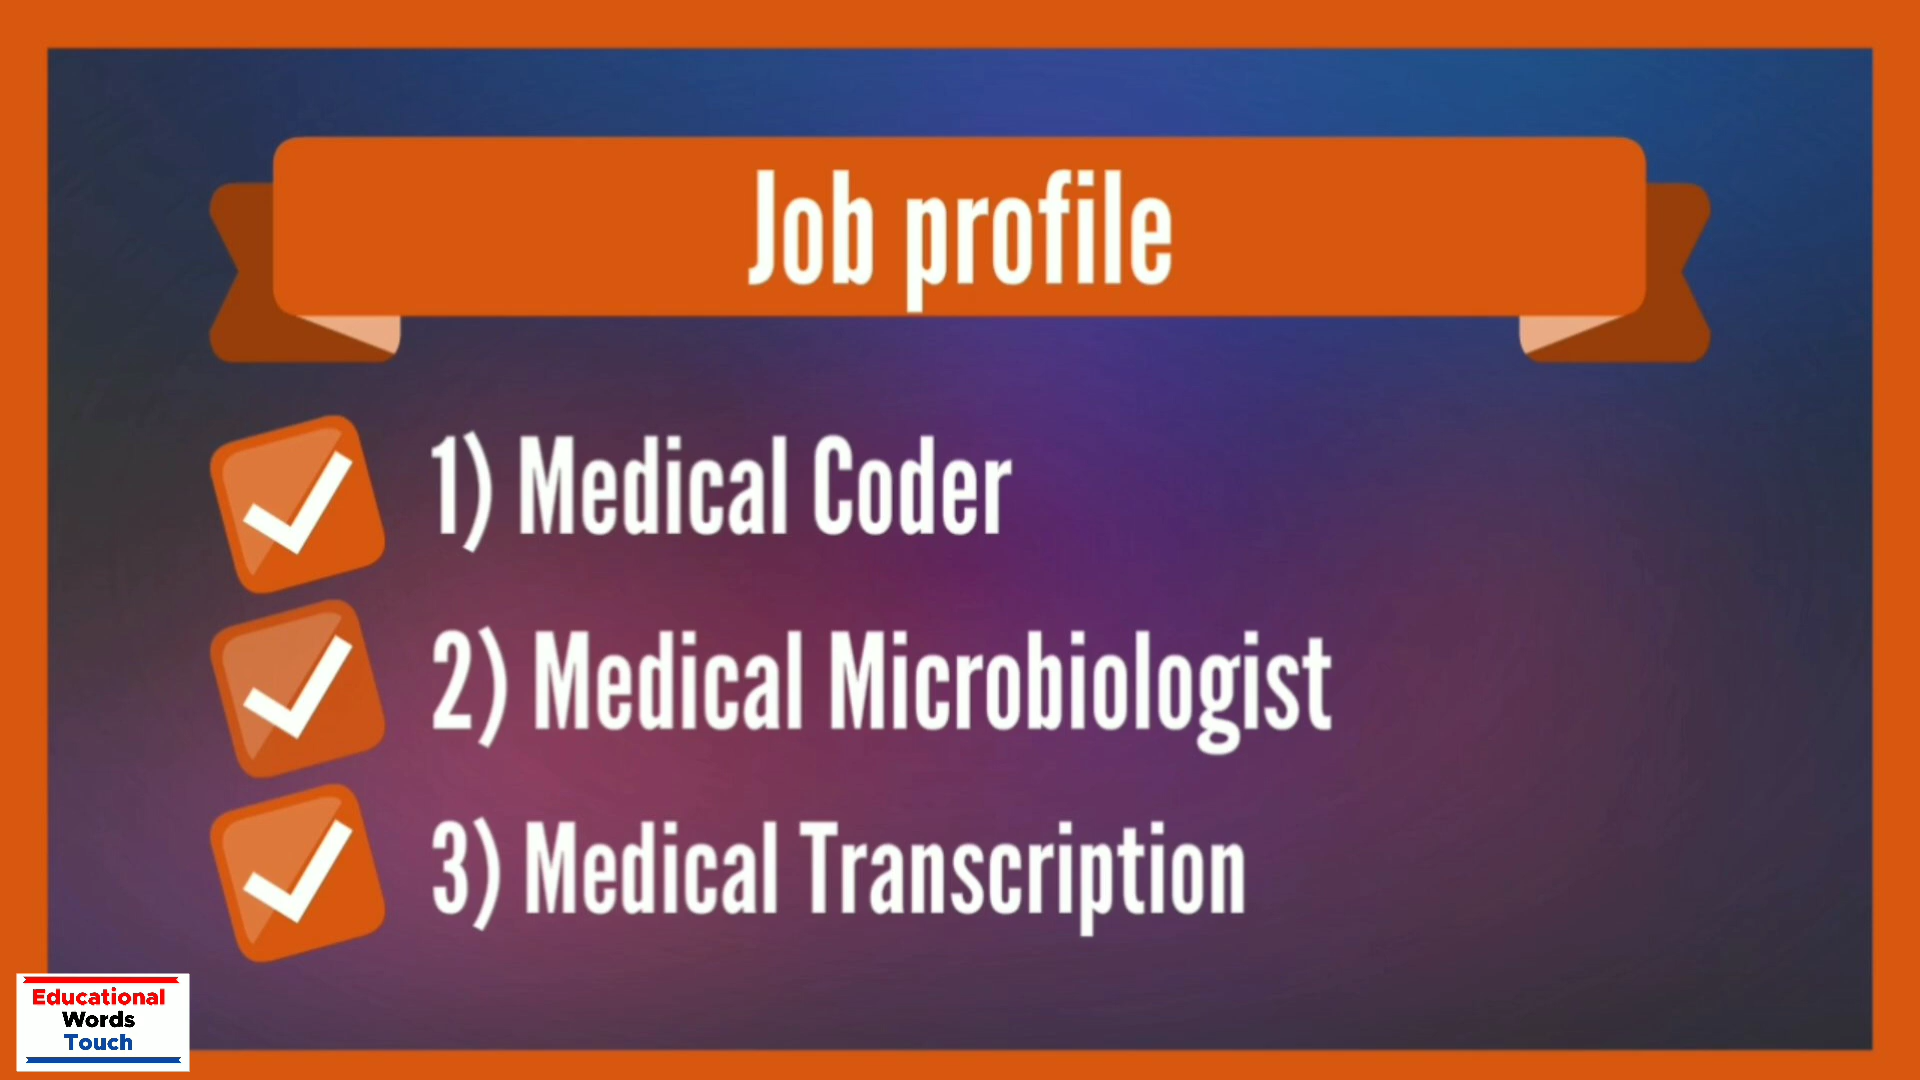 Job profile
1) Medical Coder
2) Medical Microbiologist
3) Medical Transcription
Educational
Words
Touch